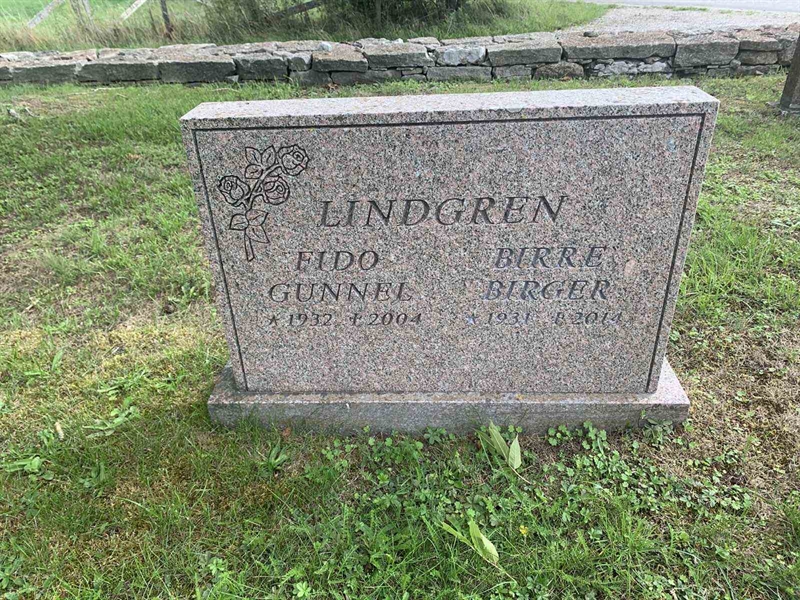 LINDGREN
FIDO
GUNNEL
* 1932 † 2004
BIRRE
BIRGER
* 1931 † 2014